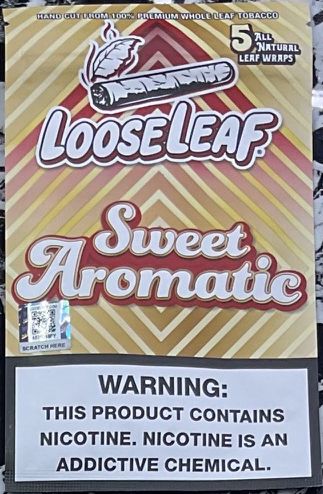 HAND CUT FROM 100% PREMIUM WHOLE LEAF TOBACCO
5 ALL NATURAL
LEAF WRAPS
LOOSELEAF
Sweet
Aromatic
SCRATCH HERE
WARNING:
THIS PRODUCT CONTAINS
NICOTINE. NICOTINE IS AN
ADDICTIVE CHEMICAL.